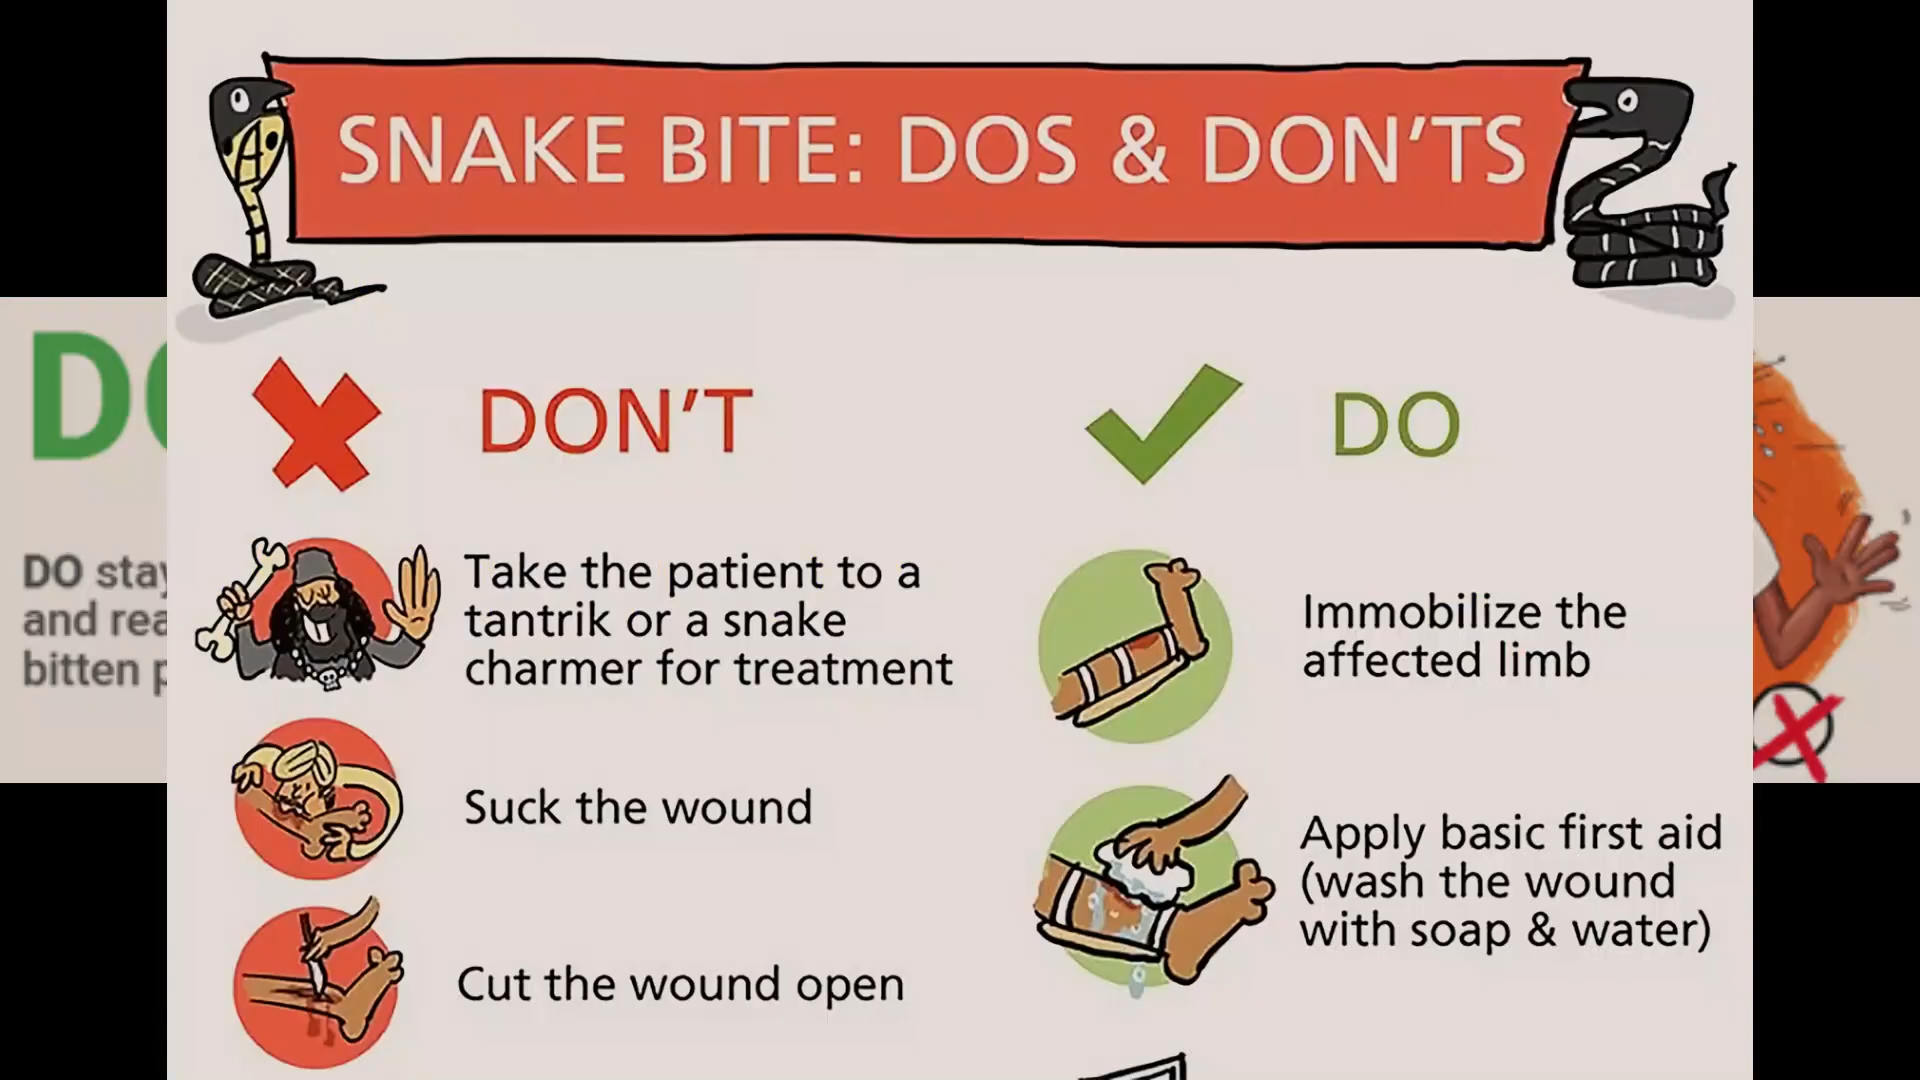 SNAKE BITE: DOS & DON'TS
DON'T
Take the patient to a
tantrik or a snake
charmer for treatment
Suck the wound
Cut the wound open
DO
Immobilize the
affected limb
Apply basic first aid
(wash the wound
with soap & water)
DO
DO
and
bitten